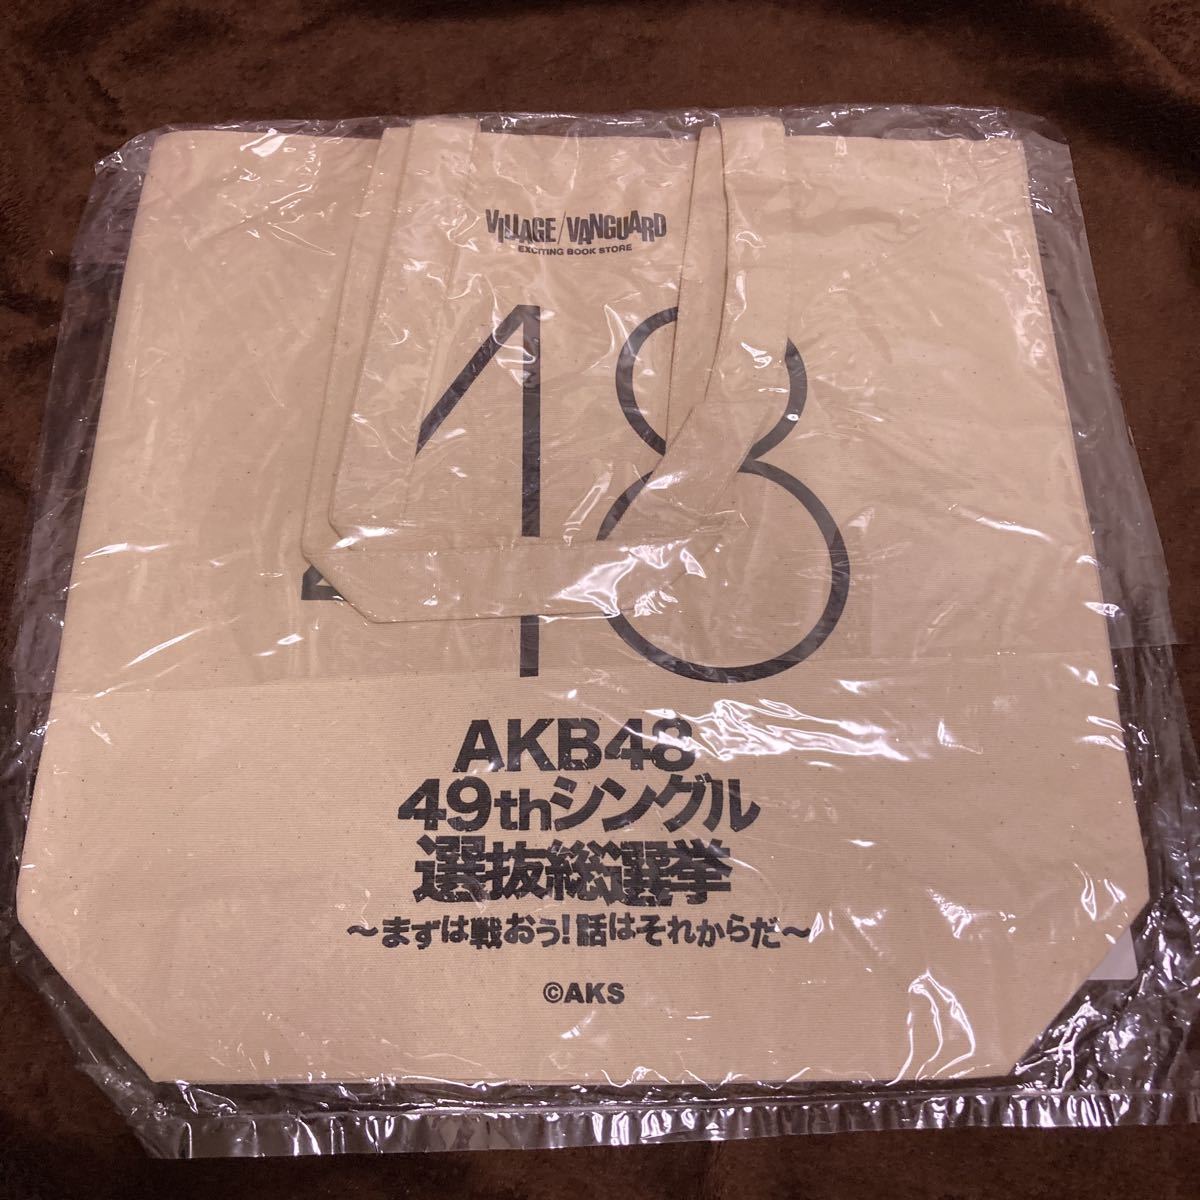 VILLAGE/VANGUARD
EXCITING BOOK STORE
48
AKB48
49thシングル
選抜総選挙
～まずは戦おう!話はそれからだ～
©AKS